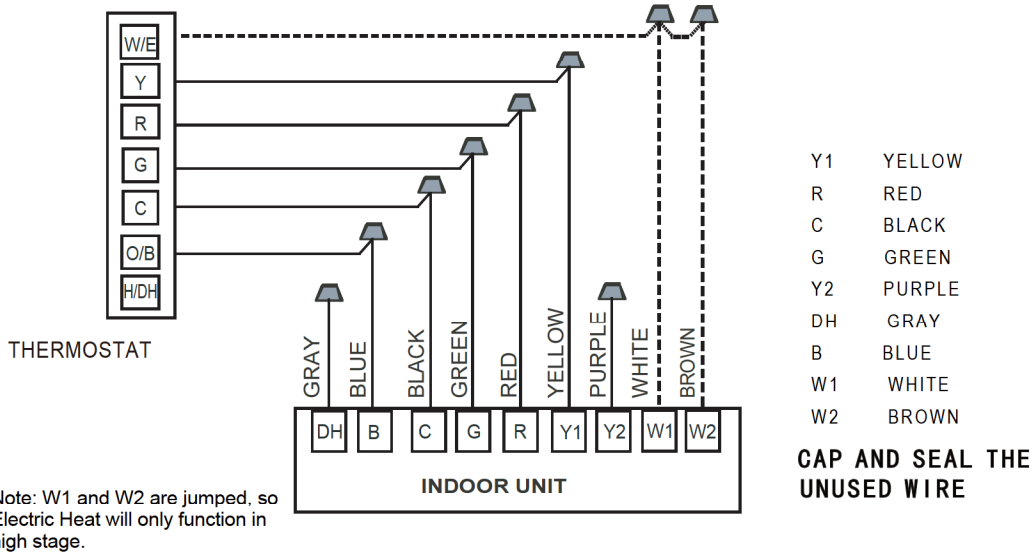 THERMOSTAT
W/E
Y
R
G
C
O/B
H/DH
GRAY
BLUE
BLACK
GREEN
RED
YELLOW
PURPLE
WHITE
BROWN
DH B C G R Y1 Y2 W1 W2
INDOOR UNIT
Note: W1 and W2 are jumped, so
Electric Heat will only function in
high stage.
Y1 YELLOW
R RED
C BLACK
G GREEN
Y2 PURPLE
DH GRAY
B BLUE
W1 WHITE
W2 BROWN
CAP AND SEAL THE
UNUSED WIRE